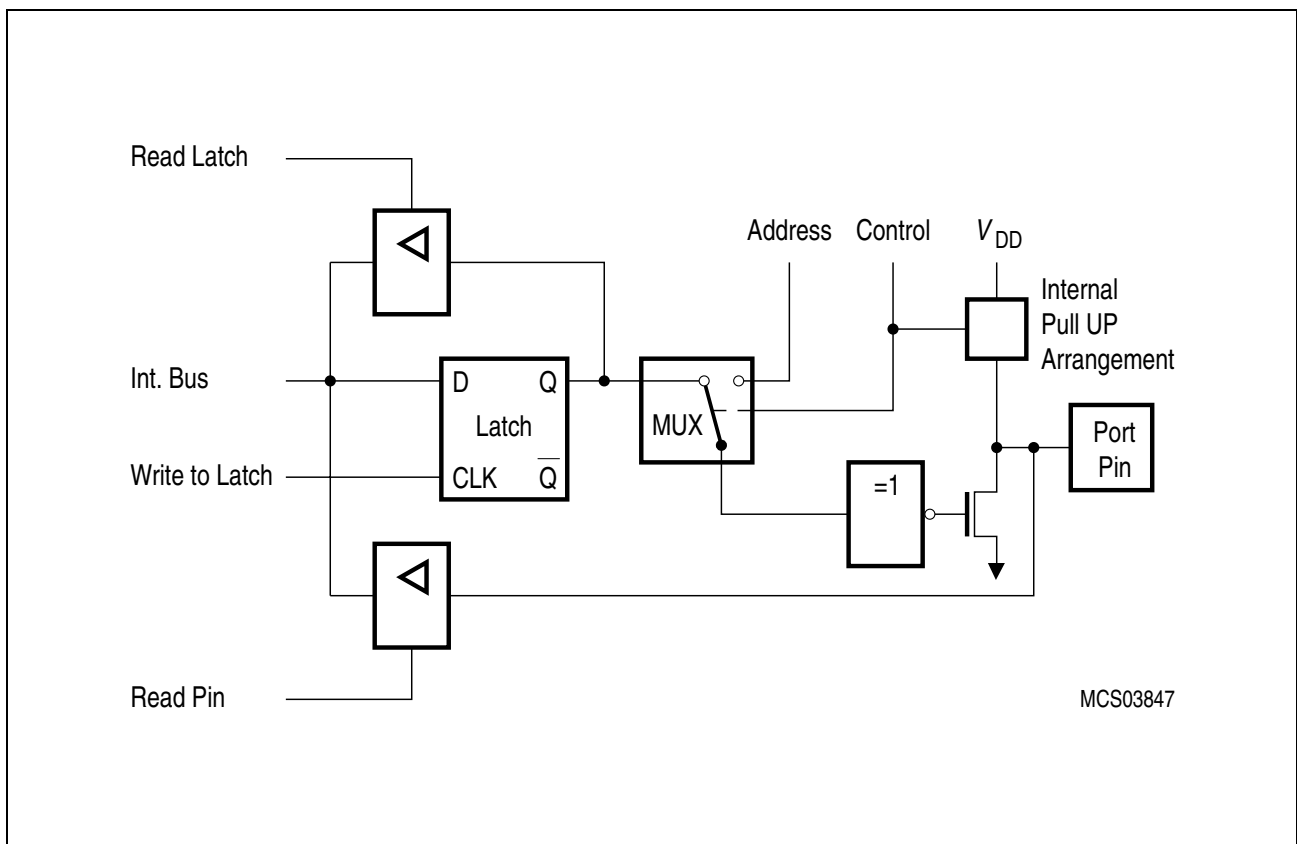 Read Latch
Address
Control
V DD
Internal
Pull UP
Arrangement
Int. Bus
D
Q
Latch
MUX
Port
Pin
Write to Latch
CLK
Q̅
=1
Read Pin
MCS03847